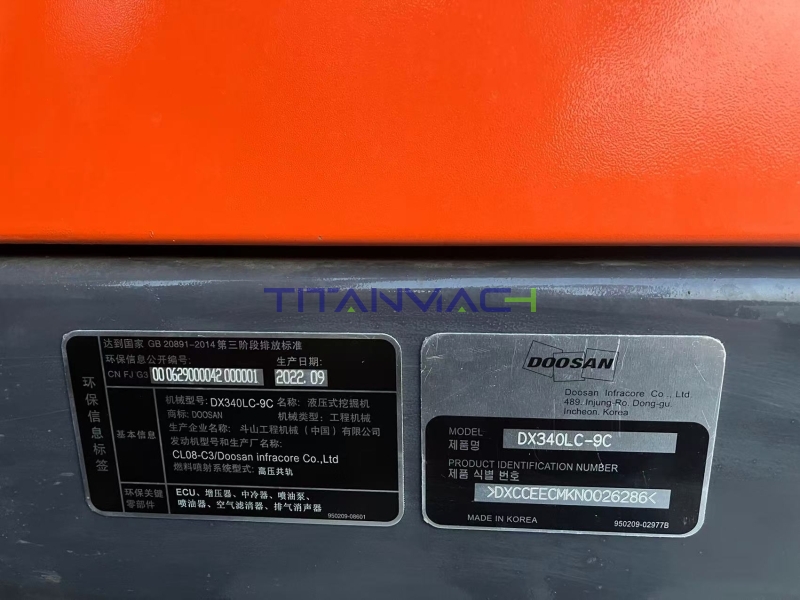 TITANMACH
达到国家 GB 20891-2014 第三阶段排放标准
环保信息公开编号: 生产日期:
CN FJ G3 00 0629000042 000001 2022.09
环保信息标签
基本信息
机械型号: DX340LC-9C 名称: 液压式挖掘机
商标: DOOSAN 机械类型: 工程机械
生产企业名称: 斗山工程机械（中国）有限公司
发动机型号和生产厂名称:
CL08-C3/Doosan infracore Co.,Ltd
燃料喷射系统型式: 高压共轨
环保关键零部件
ECU、增压器、中冷器、喷油泵、
喷油器、空气滤清器、排气消声器
950209-08601
DOOSAN
Doosan Infracore Co., Ltd
489, Injung-Ro, Dong-gu,
Incheon, Korea
MODEL
제품명 DX340LC-9C
PRODUCT IDENTIFICATION NUMBER
제품 식별 번호
>DXCCEECMKN0026286<
MADE IN KOREA 950209-02977B